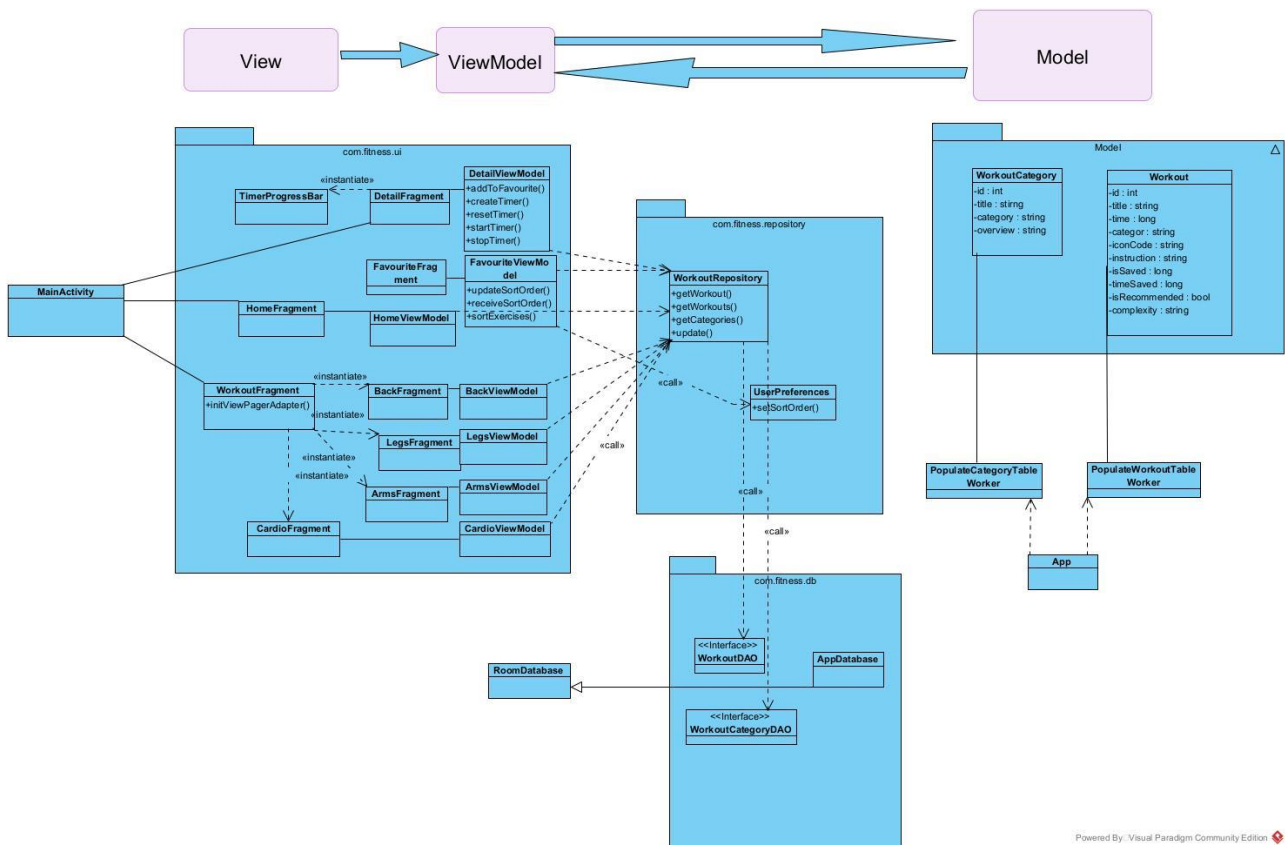 View
ViewModel
Model
com.fitness.ui
«instantiate»
TimerProgressBar
DetailFragment
DetailViewModel
+addToFavourite()
+createTimer()
+resetTimer()
+startTimer()
+stopTimer()
FavouriteFrag
ment
FavouriteViewMo
del
+updateSortOrder()
+receiveSortOrder()
+sortExercises()
MainActivity
HomeFragment
HomeViewModel
WorkoutFragment
+initViewPagerAdapter()
«instantiate»
«instantiate»
«instantiate»
«instantiate»
BackFragment
BackViewModel
LegsFragment
LegsViewModel
ArmsFragment
ArmsViewModel
CardioFragment
CardioViewModel
com.fitness.repository
WorkoutRepository
+getWorkout()
+getWorkouts()
+getCategories()
+update()
«call»
UserPreferences
+setSortOrder()
«call»
«call»
«call»
com.fitness.db
<<Interface>>
WorkoutDAO
AppDatabase
RoomDatabase
<<Interface>>
WorkoutCategoryDAO
Model
WorkoutCategory
-id : int
-title : stirng
-category : string
-overview : string
Workout
-id : int
-title : string
-time : long
-categor : string
-iconCode : string
-instruction : string
-isSaved : long
-timeSaved : long
-isRecommended : bool
-complexity : string
PopulateCategoryTable
Worker
PopulateWorkoutTable
Worker
App
Powered By Visual Paradigm Community Edition